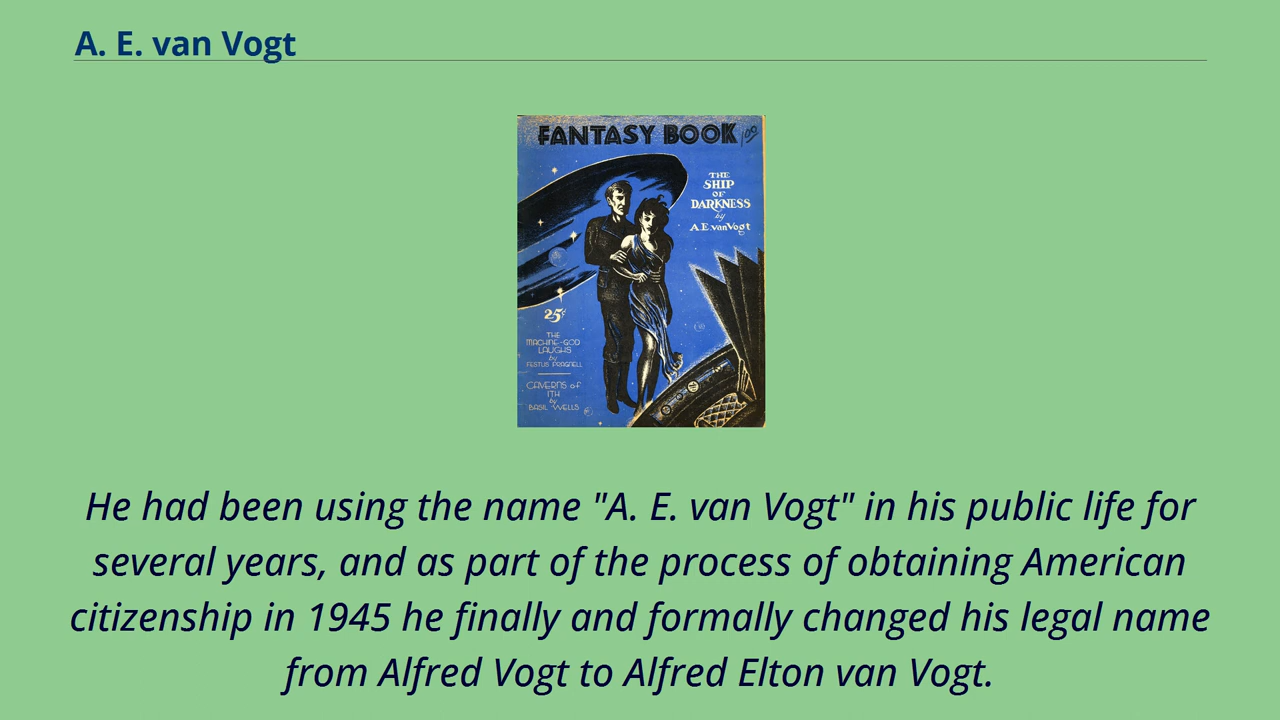 A. E. van Vogt
FANTASY BOOK
100
THE
SHIP
OF
DARKNESS
by
A.E. van Vogt
25¢
THE
MACHINE-GOD
LAUGHS
by
FESTUS PRAGNELL
CAVERNS of
ITH
by
BASIL WELLS
He had been using the name "A. E. van Vogt" in his public life for
several years, and as part of the process of obtaining American
citizenship in 1945 he finally and formally changed his legal name
from Alfred Vogt to Alfred Elton van Vogt.